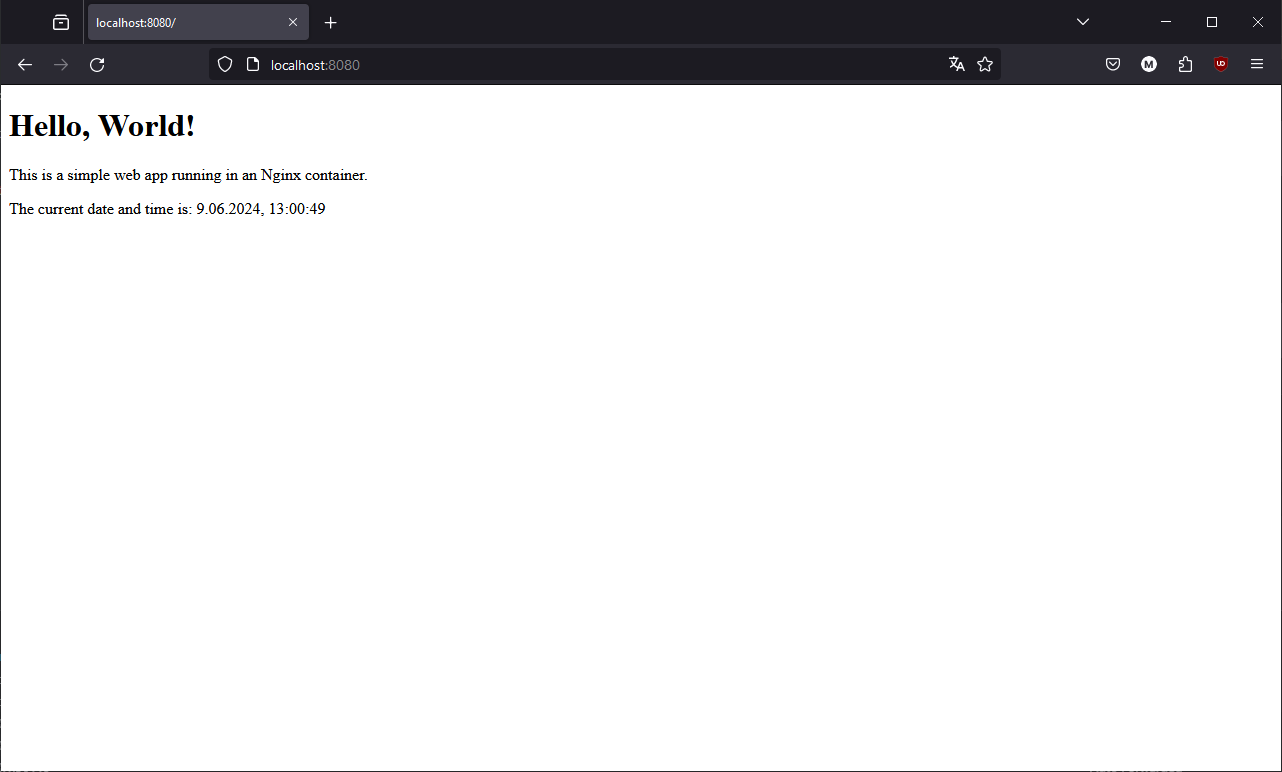 localhost:8080/
localhost:8080
M
UD
Hello, World!
This is a simple web app running in an Nginx container.
The current date and time is: 9.06.2024, 13:00:49